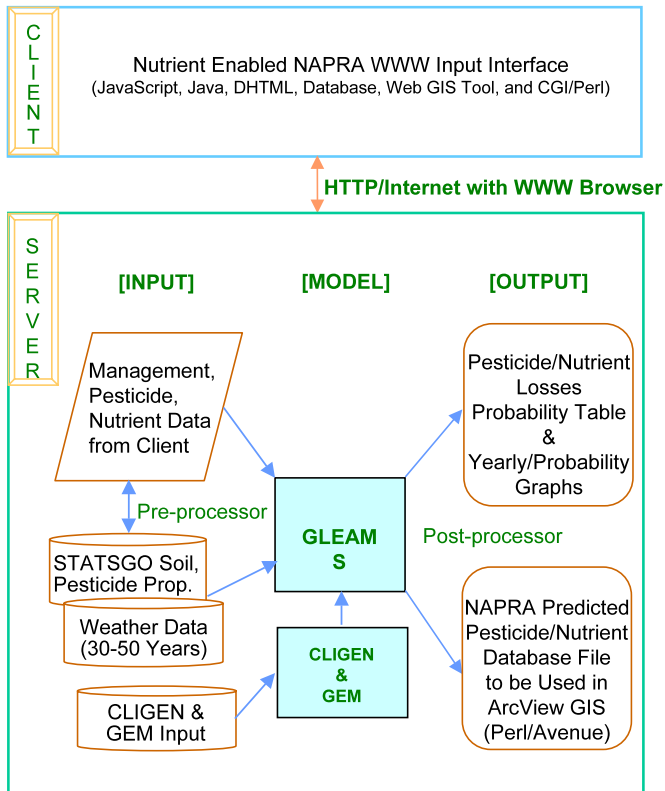 CLIENT
Nutrient Enabled NAPRA WWW Input Interface
(JavaScript, Java, DHTML, Database, Web GIS Tool, and CGI/Perl)
HTTP/Internet with WWW Browser
SERVER
[INPUT]
[MODEL]
[OUTPUT]
Management,
Pesticide,
Nutrient Data
from Client
Pre-processor
STATSGO Soil,
Pesticide Prop.
Weather Data
(30-50 Years)
CLIGEN &
GEM Input
GLEAM
S
CLIGEN
&
GEM
Post-processor
Pesticide/Nutrient
Losses
Probability Table
&
Yearly/Probability
Graphs
NAPRA Predicted
Pesticide/Nutrient
Database File
to be Used in
ArcView GIS
(Perl/Avenue)